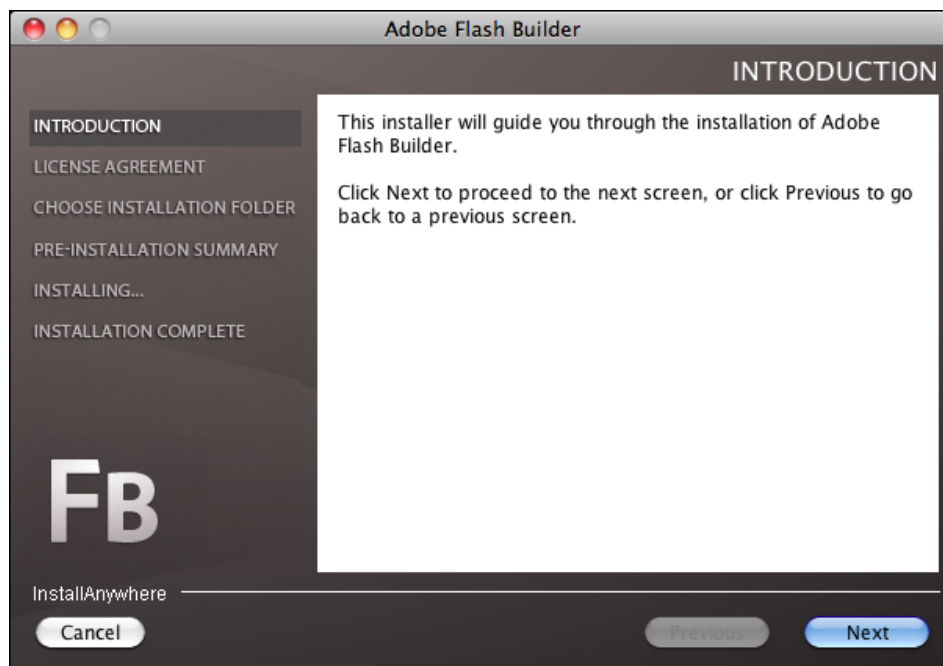 Adobe Flash Builder
INTRODUCTION
INTRODUCTION
LICENSE AGREEMENT
CHOOSE INSTALLATION FOLDER
PRE-INSTALLATION SUMMARY
INSTALLING...
INSTALLATION COMPLETE
This installer will guide you through the installation of Adobe
Flash Builder.
Click Next to proceed to the next screen, or click Previous to go
back to a previous screen.
FB
InstallAnywhere
Cancel
Previous
Next